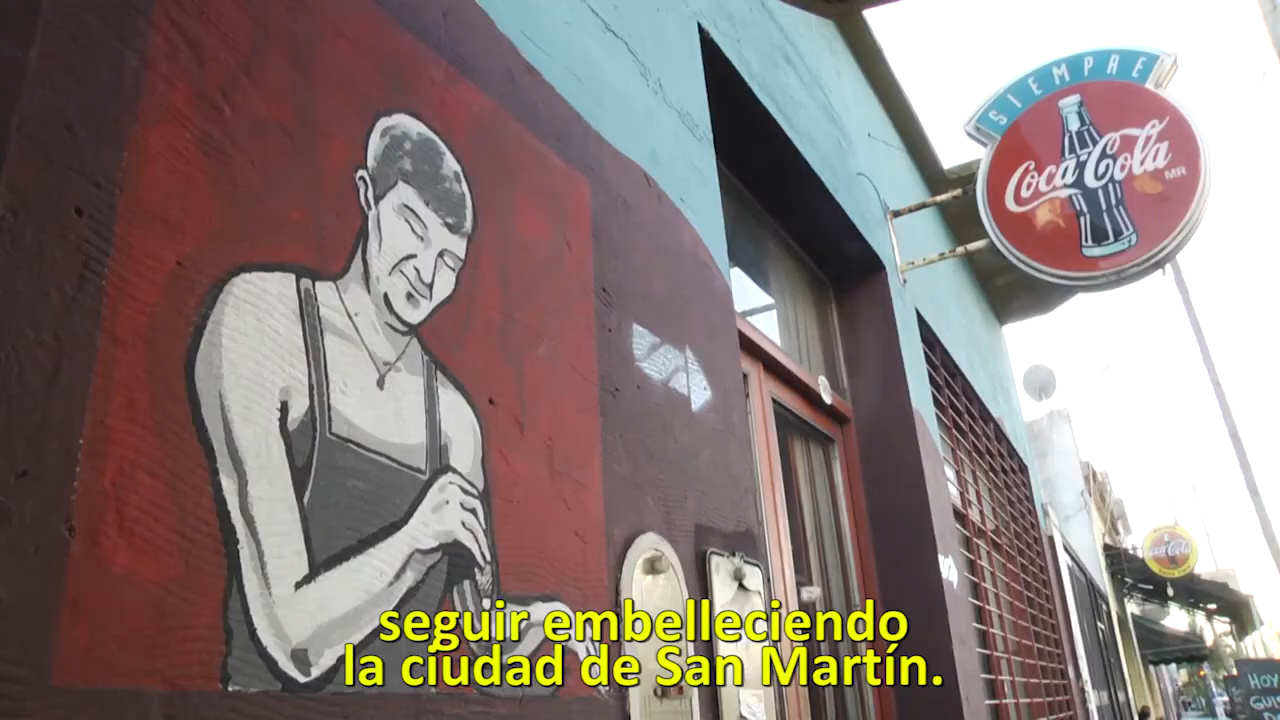 SIEMPRE
Coca-Cola
MR
Coca-Cola
seguir embelleciendo
la ciudad de San Martín.
HOY